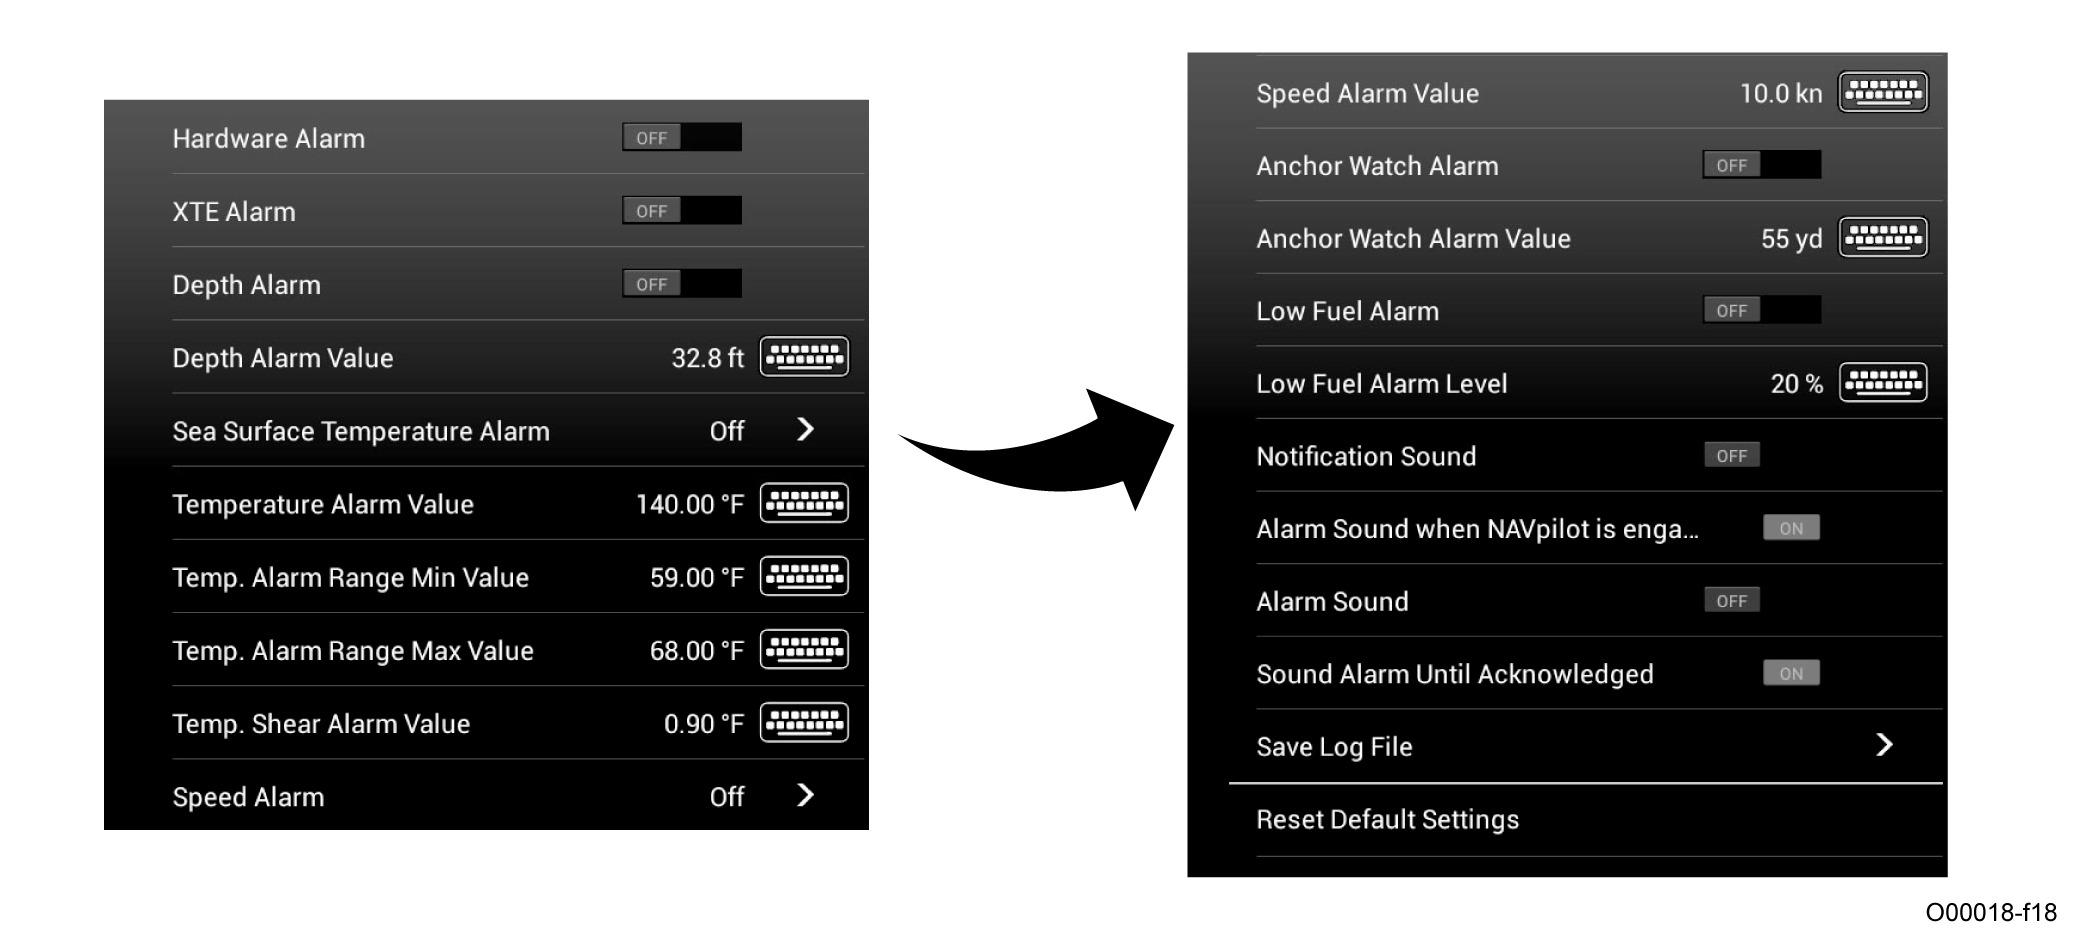 Hardware Alarm OFF
XTE Alarm OFF
Depth Alarm OFF
Depth Alarm Value 32.8 ft
Sea Surface Temperature Alarm Off
Temperature Alarm Value 140.00 °F
Temp. Alarm Range Min Value 59.00 °F
Temp. Alarm Range Max Value 68.00 °F
Temp. Shear Alarm Value 0.90 °F
Speed Alarm Off
Speed Alarm Value 10.0 kn
Anchor Watch Alarm OFF
Anchor Watch Alarm Value 55 yd
Low Fuel Alarm OFF
Low Fuel Alarm Level 20 %
Notification Sound OFF
Alarm Sound when NAVpilot is enga... ON
Alarm Sound OFF
Sound Alarm Until Acknowledged ON
Save Log File
Reset Default Settings
O00018-f18